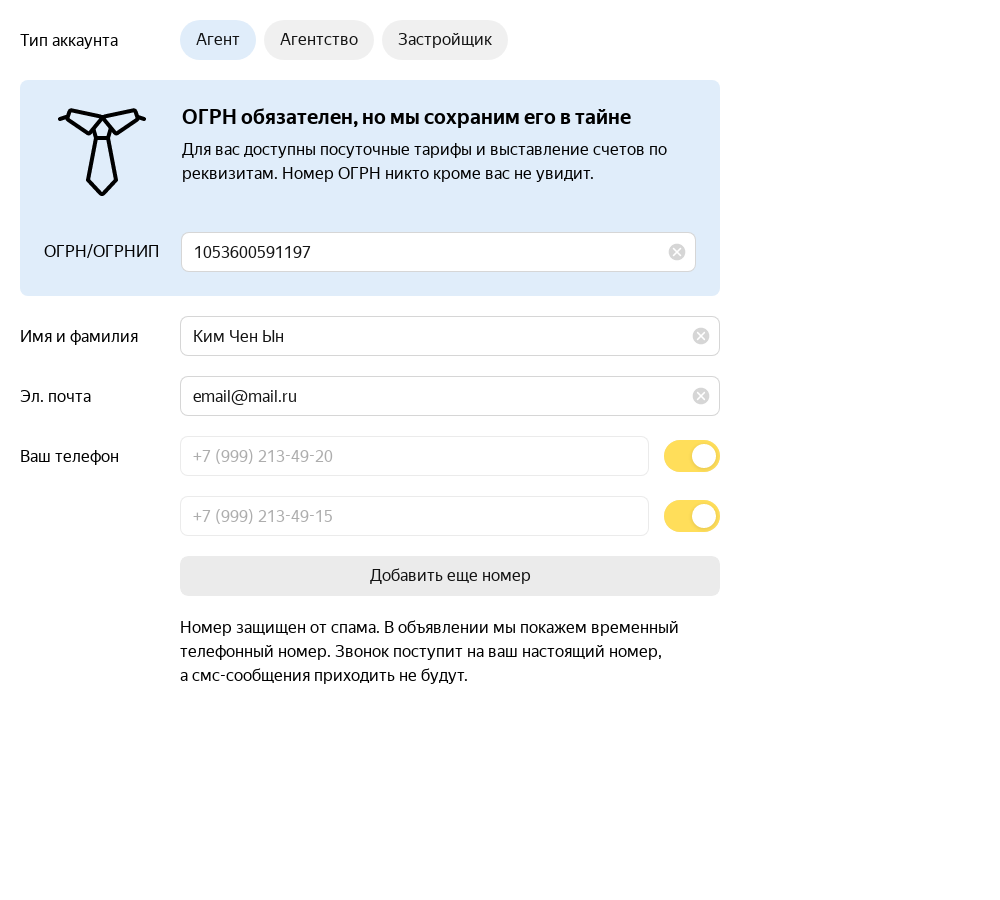 Тип аккаунта
Агент
Агентство
Застройщик
ОГРН обязателен, но мы сохраним его в тайне
Для вас доступны посуточные тарифы и выставление счетов по
реквизитам. Номер ОГРН никто кроме вас не увидит.
ОГРН/ОГРНИП
1053600591197
Имя и фамилия
Ким Чен Ын
Эл. почта
email@mail.ru
Ваш телефон
+7 (999) 213-49-20
+7 (999) 213-49-15
Добавить еще номер
Номер защищен от спама. В объявлении мы покажем временный
телефонный номер. Звонок поступит на ваш настоящий номер,
а смс-сообщения приходить не будут.